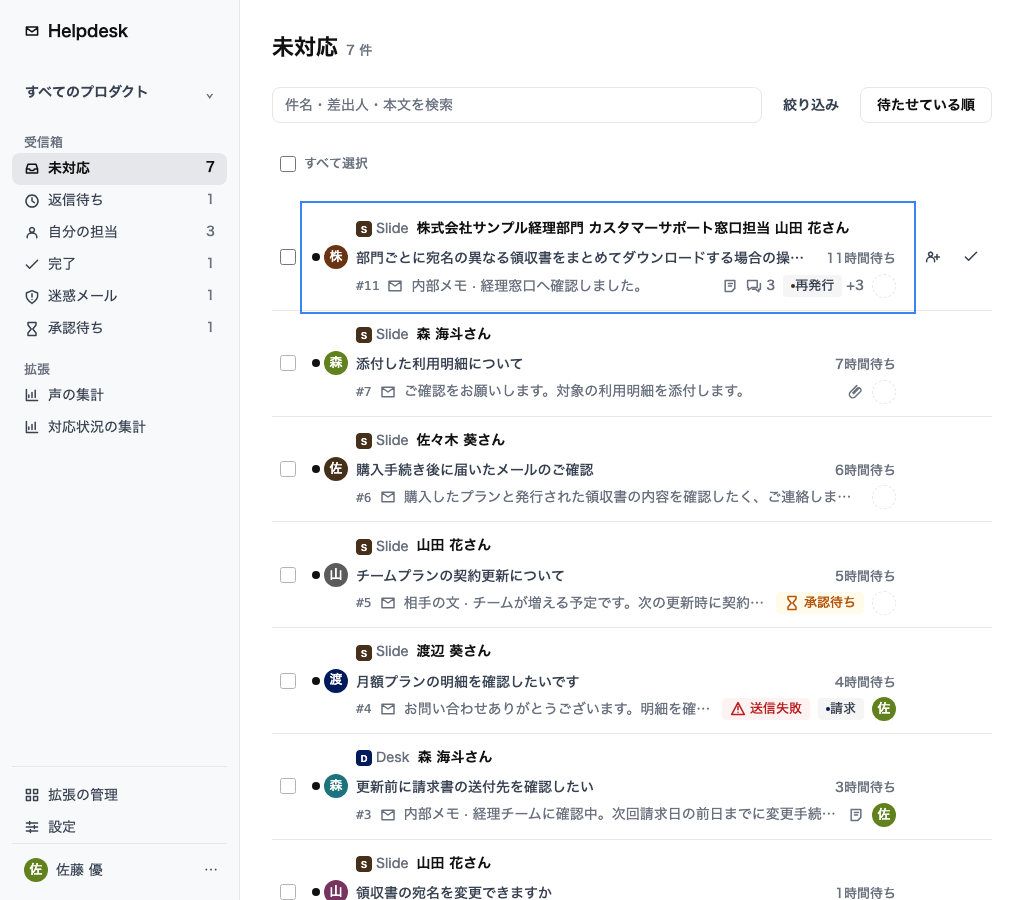 Helpdesk
すべてのプロダクト
受信箱
未対応 7
返信待ち 1
自分の担当 3
完了 1
迷惑メール 1
承認待ち 1
拡張
声の集計
対応状況の集計
拡張の管理
設定
佐 佐藤 優 …
未対応 7 件
件名・差出人・本文を検索 絞り込み 待たせている順
すべて選択
S Slide 株式会社サンプル経理部門 カスタマーサポート窓口担当 山田 花さん
株 部門ごとに宛名の異なる領収書をまとめてダウンロードする場合の操… 11時間待ち
#11 内部メモ · 経理窓口へ確認しました。 3 •再発行 +3
S Slide 森 海斗さん
森 添付した利用明細について 7時間待ち
#7 ご確認をお願いします。対象の利用明細を添付します。
S Slide 佐々木 葵さん
佐 購入手続き後に届いたメールのご確認 6時間待ち
#6 購入したプランと発行された領収書の内容を確認したく、ご連絡しま…
S Slide 山田 花さん
山 チームプランの契約更新について 5時間待ち
#5 相手の文 · チームが増える予定です。次の更新時に契約… 承認待ち
S Slide 渡辺 葵さん
渡 月額プランの明細を確認したいです 4時間待ち
#4 お問い合わせありがとうございます。明細を確… 送信失敗 •請求 佐
D Desk 森 海斗さん
森 更新前に請求書の送付先を確認したい 3時間待ち
#3 内部メモ · 経理チームに確認中。次回請求日の前日までに変更手続… 佐
S Slide 山田 花さん
山 領収書の宛名を変更できますか 1時間待ち